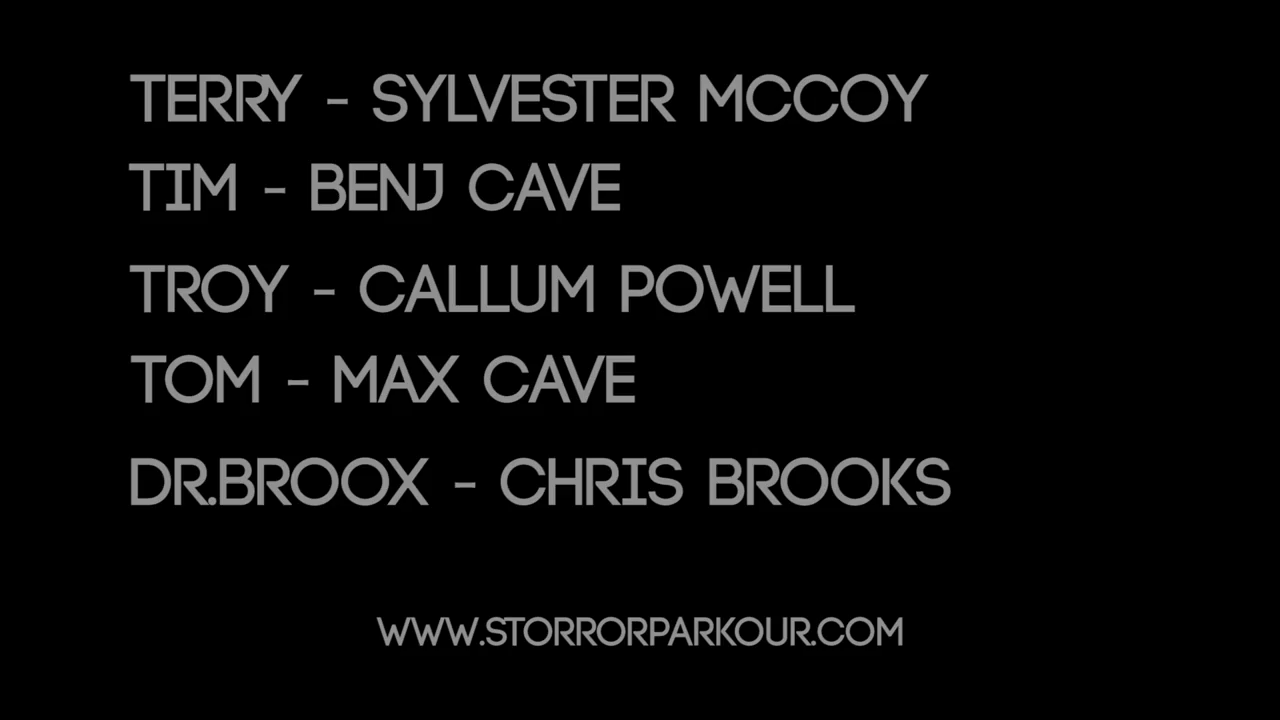 TERRY - SYLVESTER MCCOY
TIM - BENJ CAVE
TROY - CALLUM POWELL
TOM - MAX CAVE
DR.BROOX - CHRIS BROOKS
WWW.STORRORPARKOUR.COM